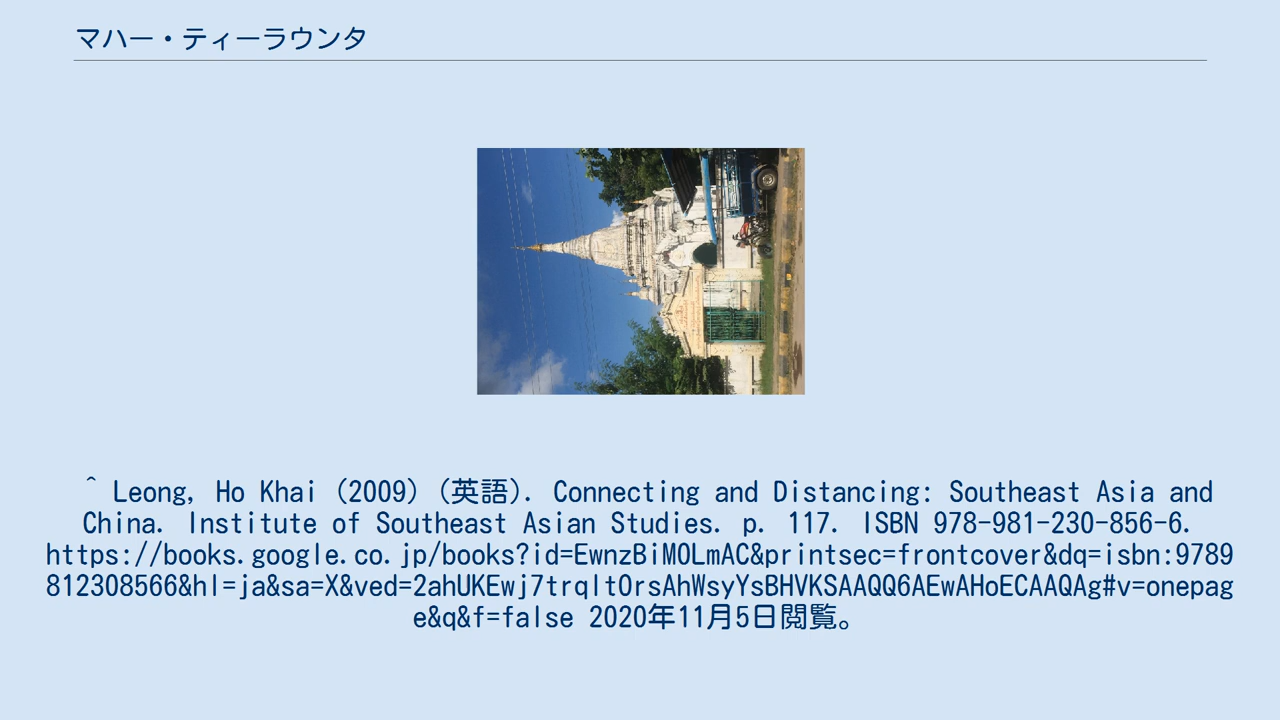 マハー・ティーラウンタ
^ Leong, Ho Khai (2009) (英語). Connecting and Distancing: Southeast Asia and
China. Institute of Southeast Asian Studies. p. 117. ISBN 978-981-230-856-6.
https://books.google.co.jp/books?id=EwnzBiMOLmAC&printsec=frontcover&dq=isbn:9789
812308566&hl=ja&sa=X&ved=2ahUKEwj7trqltOrsAhWsyYsBHVKSAAQQ6AEwAHoECAAQAg#v=onepag
e&q&f=false 2020年11月5日閲覧。